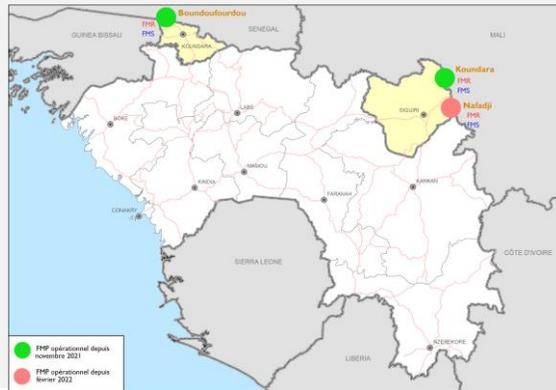 Boundoufourdou
FMR
FMS
GUINEA BISSAU
SENEGAL
KOUNDARA
MALI
Koundara
FMR
FMS
Nafadji
FMR
FMS
SIGUIRI
LABE
BOKE
MAMOU
KINDIA
FARANAH
KANKAN
CONAKRY
SIERRA LEONE
CÔTE D'IVOIRE
LIBERIA
NZEREKORE
FMP opérationnel depuis
novembre 2021
FMP opérationnel depuis
février 2022